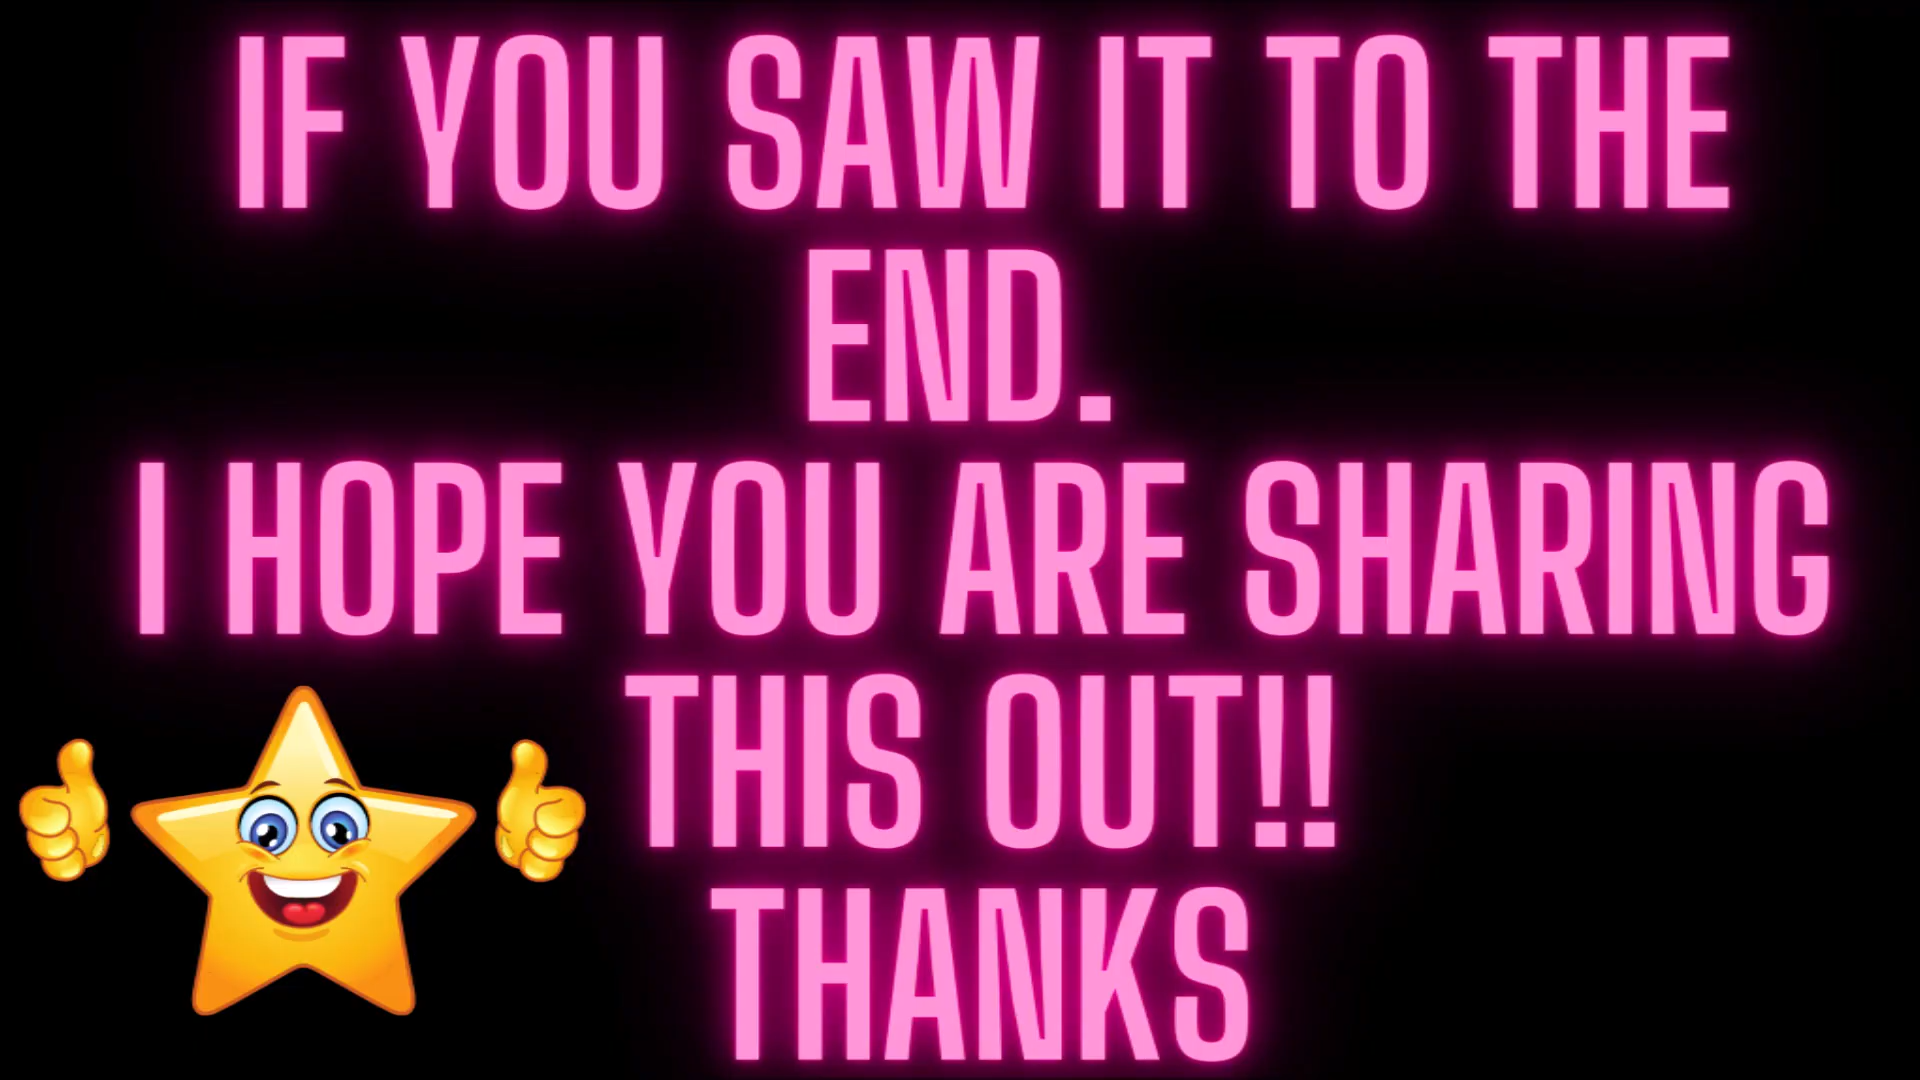 IF YOU SAW IT TO THE
END.
I HOPE YOU ARE SHARING
THIS OUT!!
THANKS